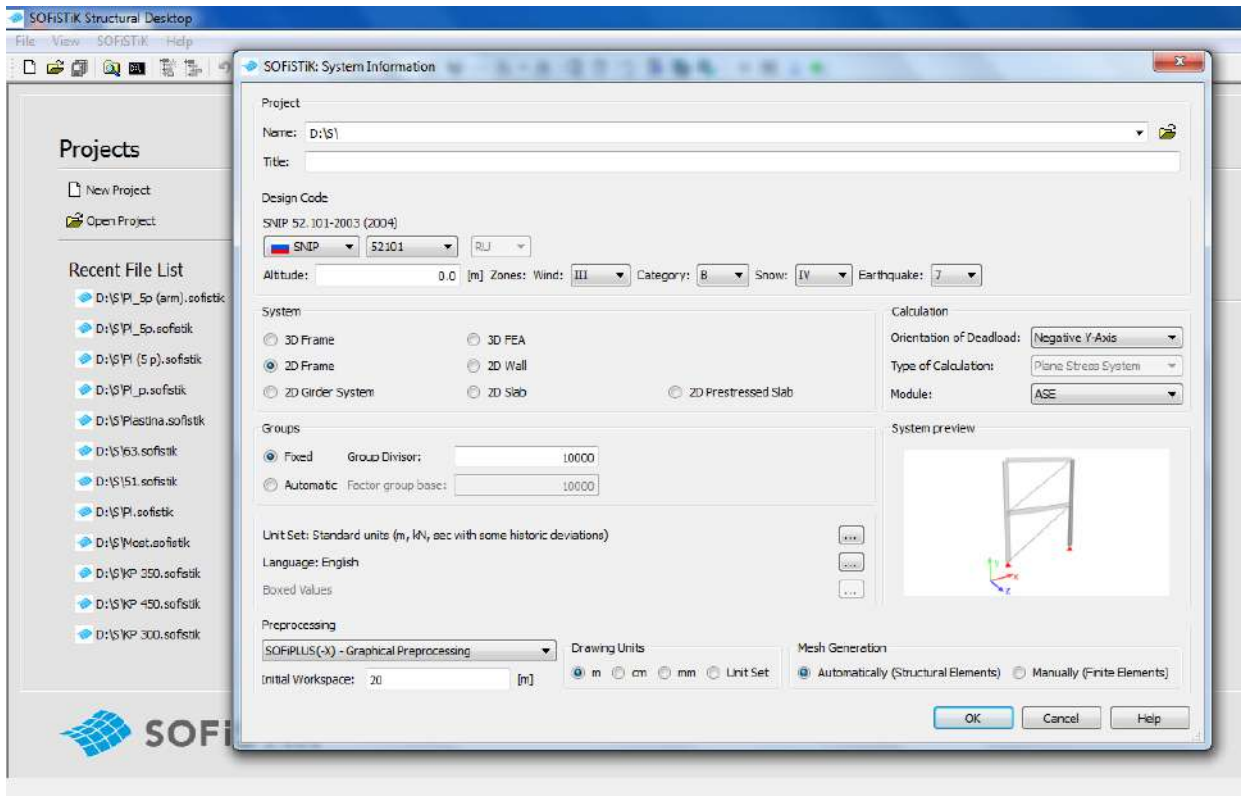 SOFiSTiK Structural Desktop
File View SOFiSTiK Help
SOFiSTiK: System Information
Projects
New Project
Open Project
Recent File List
D:\S\Pl_5p (arm).sofistik
D:\S\Pl_5p.sofistik
D:\S\Pl (5 p).sofistik
D:\S\Pl_p.sofistik
D:\S\Plastina.sofistik
D:\S\63.sofistik
D:\S\51.sofistik
D:\S\Pl.sofistik
D:\S\Most.sofistik
D:\S\KP 350.sofistik
D:\S\KP 450.sofistik
D:\S\KP 300.sofistik
SOFi
Project
Name: D:\S\
Title:
Design Code
SNIP 52.101-2003 (2004)
SNIP 52101 RU
Altitude: 0.0 [m] Zones: Wind: III Category: B Snow: IV Earthquake: 7
System
3D Frame 3D FEA
2D Frame 2D Wall
2D Girder System 2D Slab 2D Prestressed Slab
Calculation
Orientation of Deadload: Negative Y-Axis
Type of Calculation: Plane Stress System
Module: ASE
Groups
Fixed Group Divisor: 10000
Automatic Factor group base: 10000
System preview
Y
X
Z
Unit Set: Standard units (m, kN, sec with some historic deviations) ...
Language: English ...
Boxed Values ...
Preprocessing
SOFiPLUS(-X) - Graphical Preprocessing
Initial Workspace: 20 [m]
Drawing Units
m cm mm Unit Set
Mesh Generation
Automatically (Structural Elements) Manually (Finite Elements)
OK Cancel Help